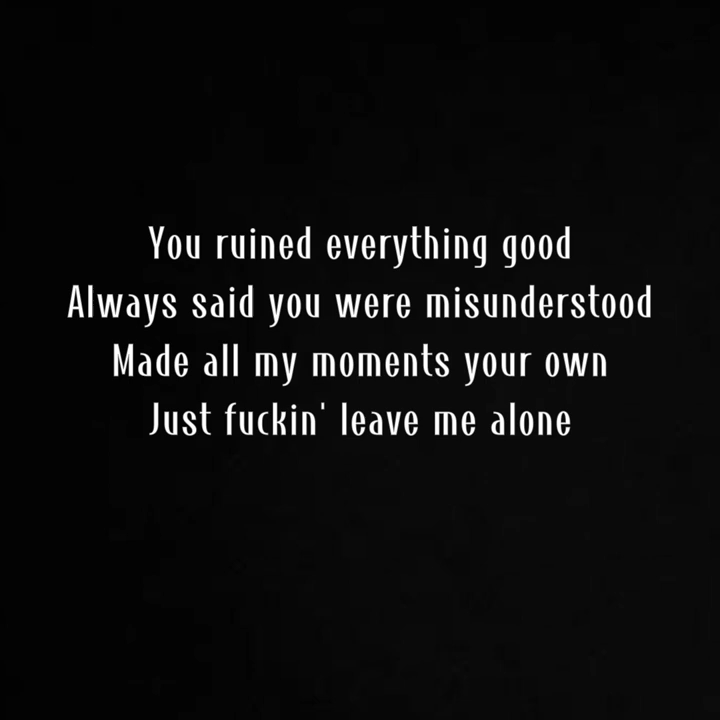 You ruined everything good
Always said you were misunderstood
Made all my moments your own
Just fuckin' leave me alone